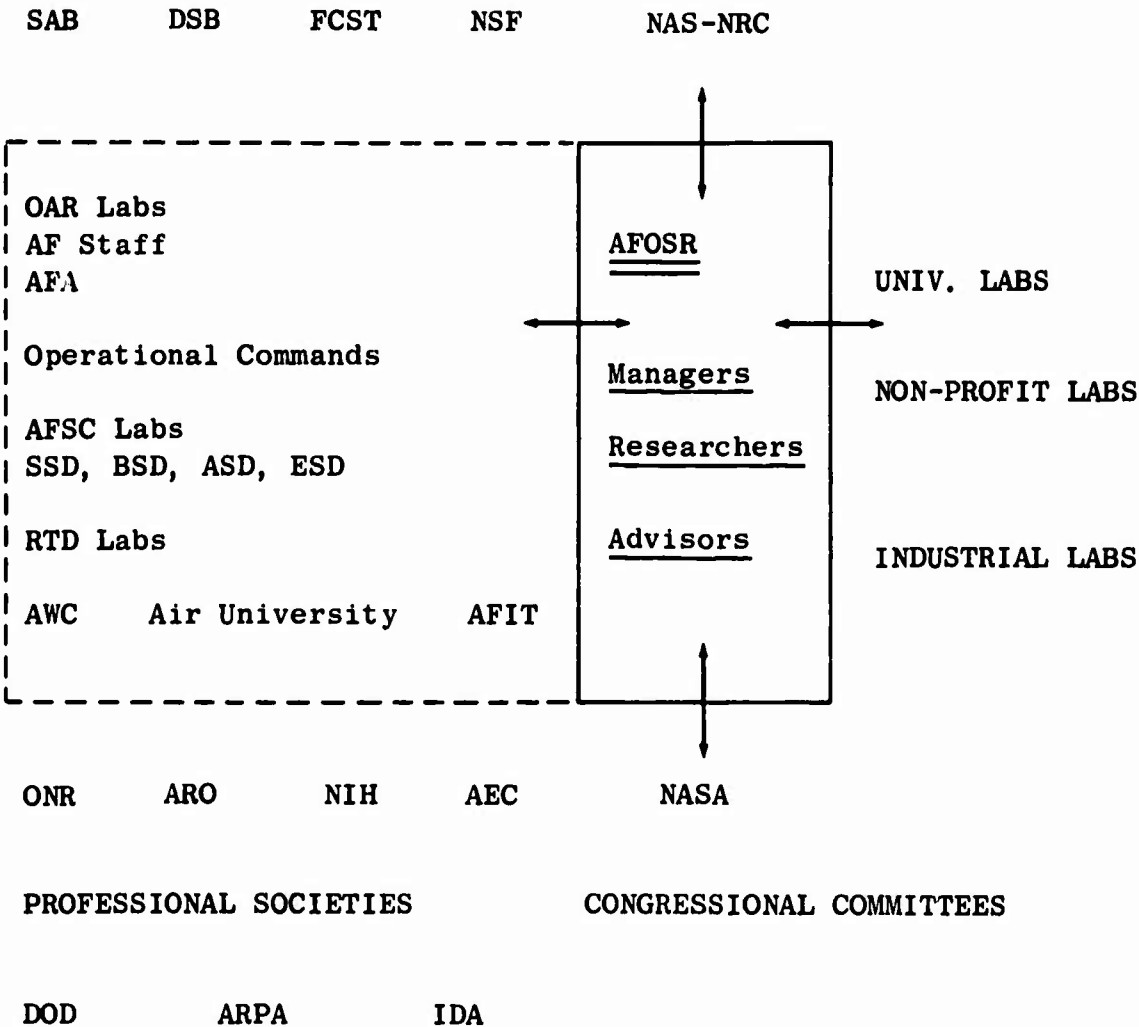 SAB DSB FCST NSF NAS-NRC
OAR Labs
AF Staff
AFA
Operational Commands
AFSC Labs
SSD, BSD, ASD, ESD
RTD Labs
AWC Air University AFIT
AFOSR
Managers
Researchers
Advisors
UNIV. LABS
NON-PROFIT LABS
INDUSTRIAL LABS
ONR ARO NIH AEC NASA
PROFESSIONAL SOCIETIES CONGRESSIONAL COMMITTEES
DOD ARPA IDA